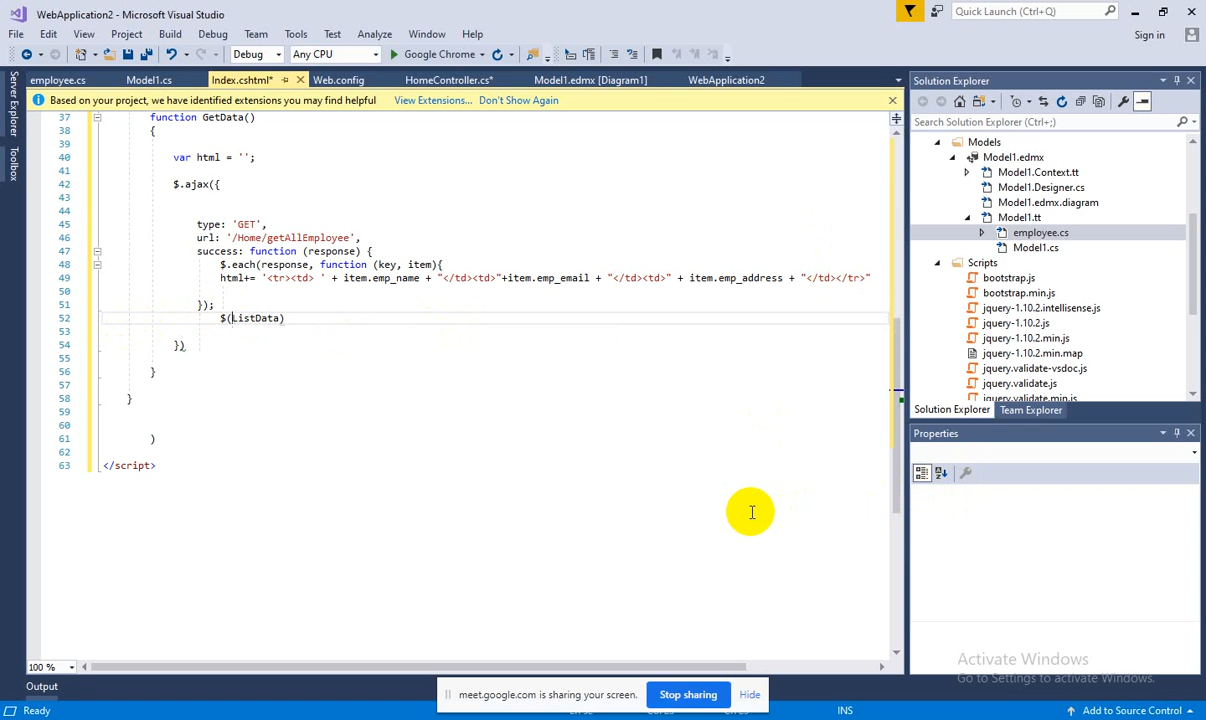 WebApplication2 - Microsoft Visual Studio
Quick Launch (Ctrl+Q)
File Edit View Project Build Debug Team Tools Test Analyze Window Help
Sign in
Debug Any CPU Google Chrome
Server Explorer
Toolbox
employee.cs Model1.cs Index.cshtml* Web.config HomeController.cs* Model1.edmx [Diagram1] WebApplication2
Based on your project, we have identified extensions you may find helpful View Extensions... Don't Show Again
37 function GetData()
38 {
39
40 var html = '';
41
42 $.ajax({
43
44
45 type: 'GET',
46 url: '/Home/getAllEmployee',
47 success: function (response) {
48 $.each(response, function (key, item){
49 html+= '<tr><td> ' + item.emp_name + "</td><td>"+item.emp_email + "</td><td>" + item.emp_address + "</td></tr>"
50
51 });
52 $(ListData)
53
54 })
55
56 }
57
58 }
59
60
61 )
62
63 </script>
100 %
Output
Solution Explorer
Search Solution Explorer (Ctrl+;)
Models
Model1.edmx
Model1.Context.tt
Model1.Designer.cs
Model1.edmx.diagram
Model1.tt
employee.cs
Model1.cs
Scripts
bootstrap.js
bootstrap.min.js
jquery-1.10.2.intellisense.js
jquery-1.10.2.js
jquery-1.10.2.min.js
jquery-1.10.2.min.map
jquery.validate-vsdoc.js
jquery.validate.js
jquery.validate.min.js
Solution Explorer Team Explorer
Properties
Activate Windows
Go to Settings to activate Windows.
meet.google.com is sharing your screen. Stop sharing Hide
Ready INS Add to Source Control